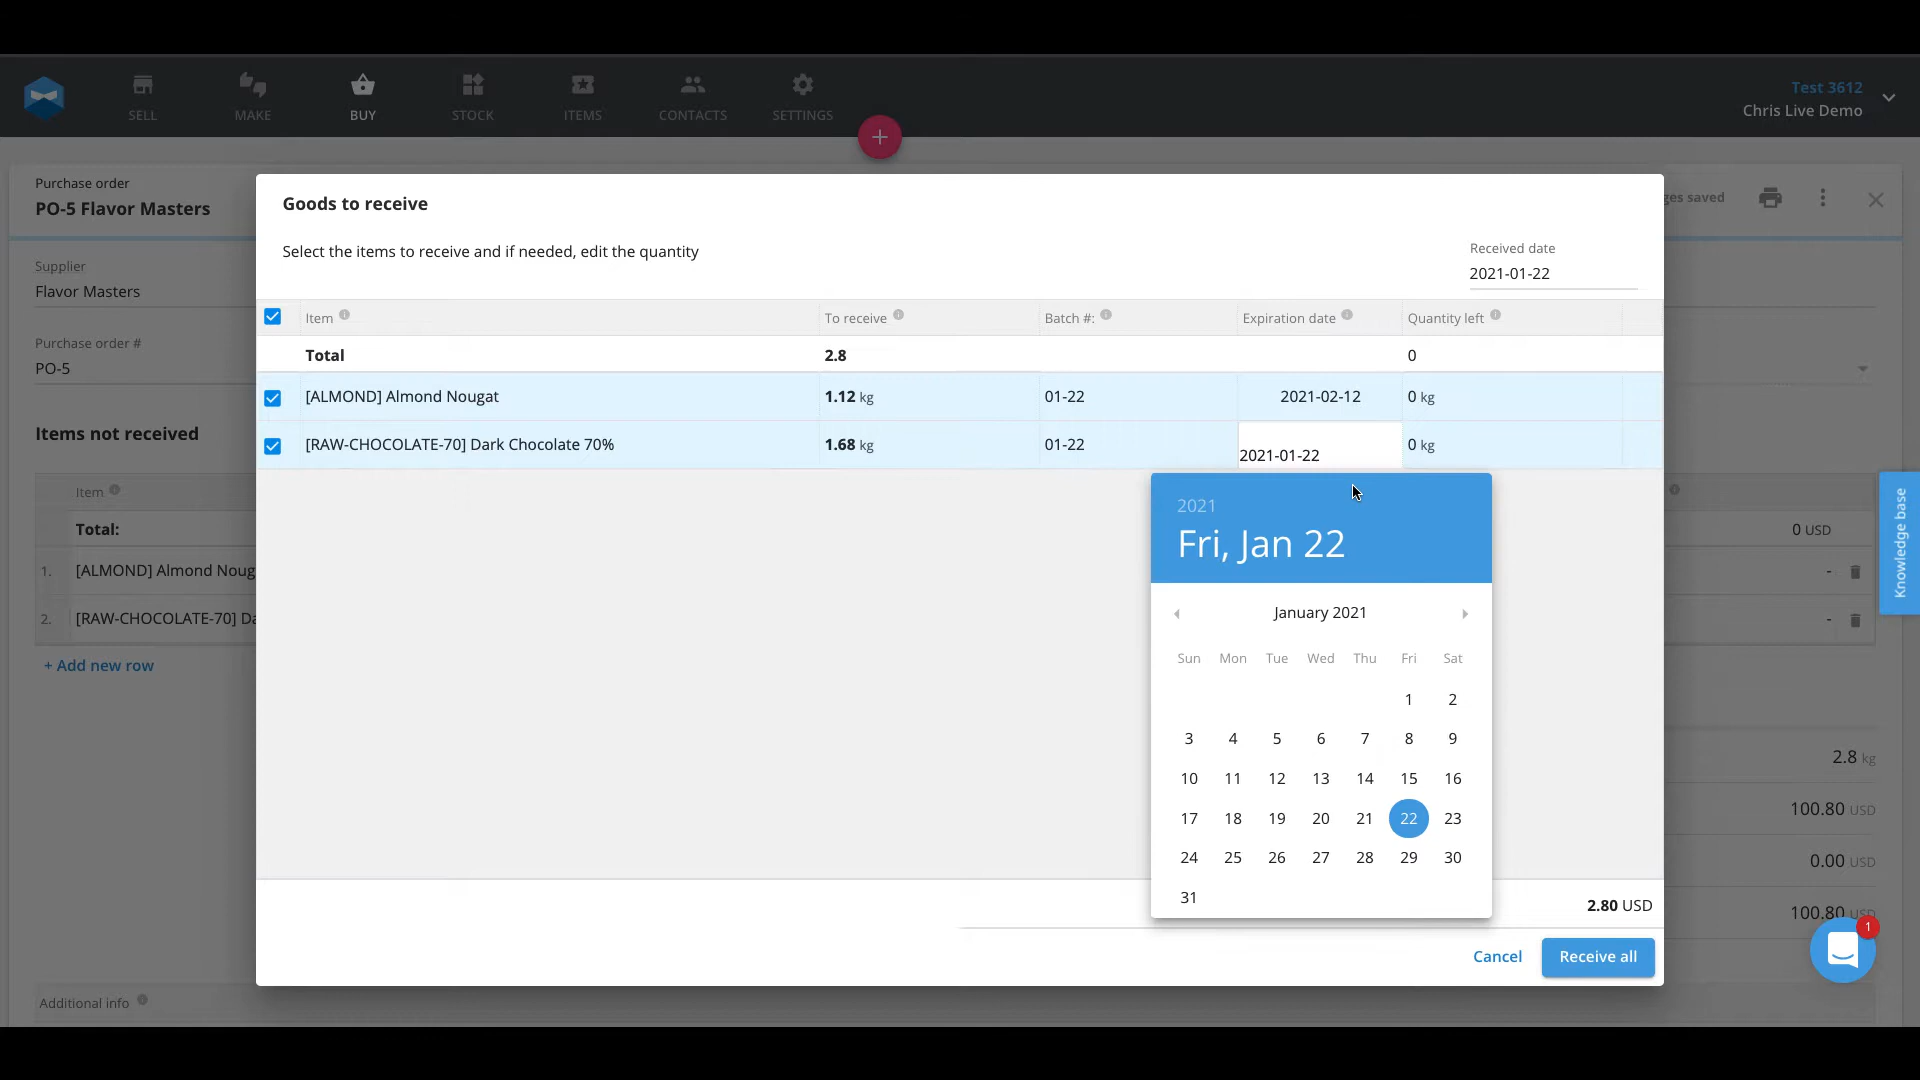 SELL MAKE BUY STOCK ITEMS CONTACTS SETTINGS
Test 3612
Chris Live Demo
Purchase order
PO-5 Flavor Masters
ges saved
Supplier
Flavor Masters
Purchase order #
PO-5
Items not received
Item
Total:
0 USD
1. [ALMOND] Almond Noug
-
2. [RAW-CHOCOLATE-70] Da
-
+ Add new row
2.8 kg
100.80 USD
0.00 USD
100.80 USD
Additional info
Knowledge base
1
Goods to receive
Select the items to receive and if needed, edit the quantity
Received date
2021-01-22
Item To receive Batch #: Expiration date Quantity left
Total 2.8 0
[ALMOND] Almond Nougat 1.12 kg 01-22 2021-02-12 0 kg
[RAW-CHOCOLATE-70] Dark Chocolate 70% 1.68 kg 01-22 2021-01-22 0 kg
2021
Fri, Jan 22
January 2021
Sun Mon Tue Wed Thu Fri Sat
1 2
3 4 5 6 7 8 9
10 11 12 13 14 15 16
17 18 19 20 21 22 23
24 25 26 27 28 29 30
31
2.80 USD
Cancel Receive all